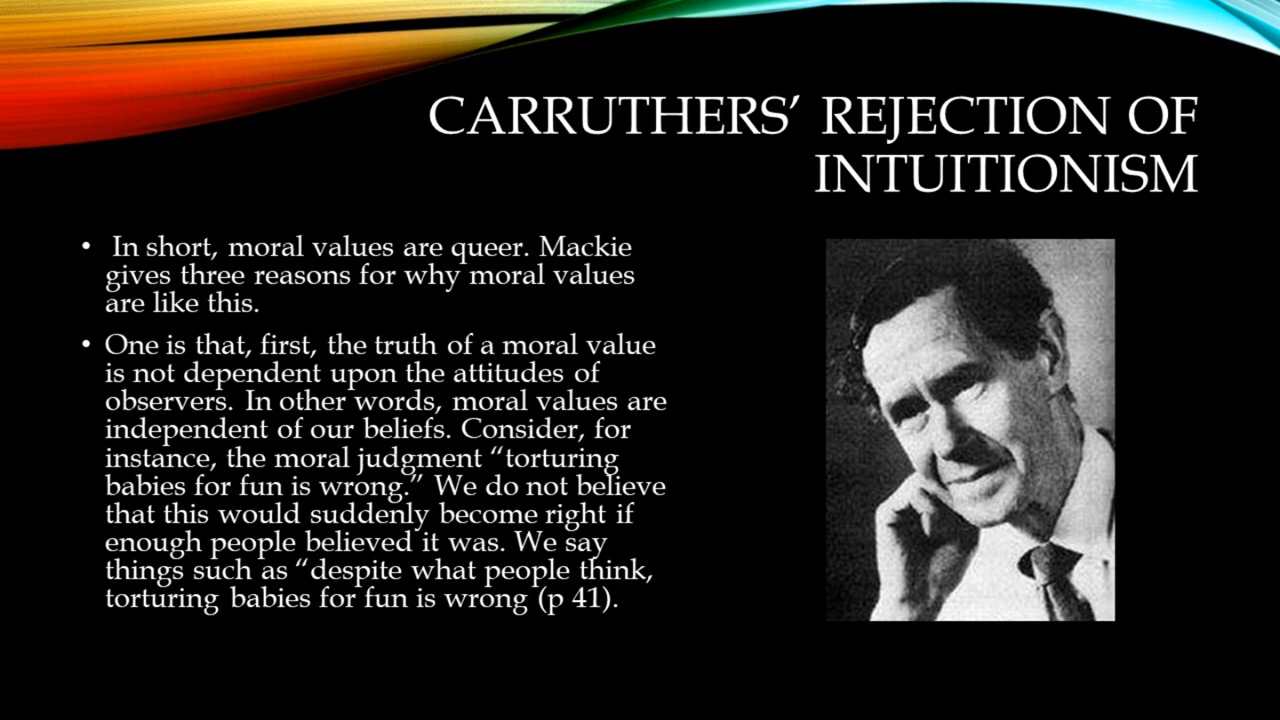 CARRUTHERS’ REJECTION OF
INTUITIONISM
• In short, moral values are queer. Mackie
gives three reasons for why moral values
are like this.
• One is that, first, the truth of a moral value
is not dependent upon the attitudes of
observers. In other words, moral values are
independent of our beliefs. Consider, for
instance, the moral judgment “torturing
babies for fun is wrong.” We do not believe
that this would suddenly become right if
enough people believed it was. We say
things such as “despite what people think,
torturing babies for fun is wrong (p 41).